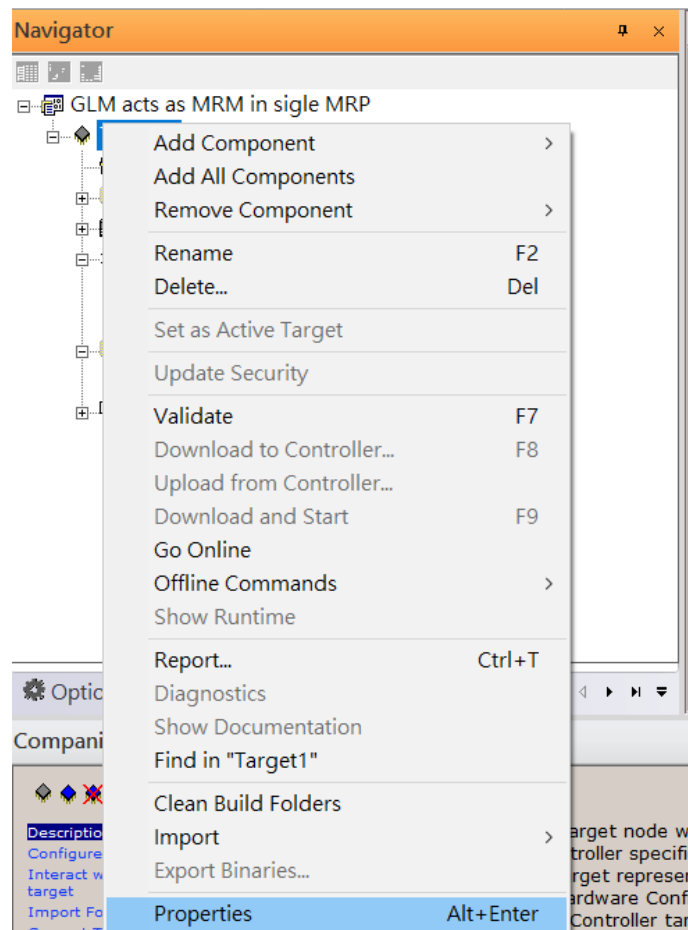 Navigator
GLM acts as MRM in sigle MRP
Add Component
Add All Components
Remove Component
Rename F2
Delete... Del
Set as Active Target
Update Security
Validate F7
Download to Controller... F8
Upload from Controller...
Download and Start F9
Go Online
Offline Commands
Show Runtime
Report... Ctrl+T
Optio
Diagnostics
Show Documentation
Compani
Find in "Target1"
Clean Build Folders
Descriptio arget node w
Import
Configure troller specifi
Interact w rget represer
target
Export Binaries...
ardware Conf
Import Fo
Properties Alt+Enter
Controller tar